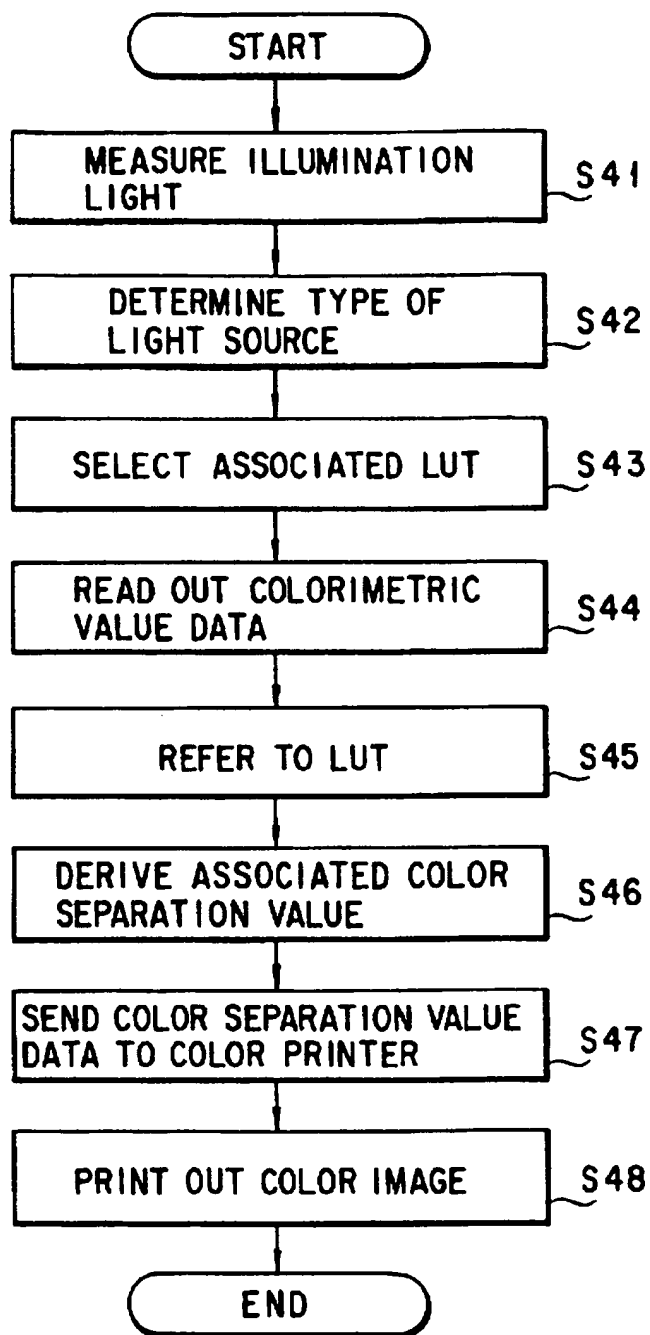 START
MEASURE ILLUMINATION
LIGHT
S41
DETERMINE TYPE OF
LIGHT SOURCE
S42
SELECT ASSOCIATED LUT
S43
READ OUT COLORIMETRIC
VALUE DATA
S44
REFER TO LUT
S45
DERIVE ASSOCIATED COLOR
SEPARATION VALUE
S46
SEND COLOR SEPARATION VALUE
DATA TO COLOR PRINTER
S47
PRINT OUT COLOR IMAGE
S48
END